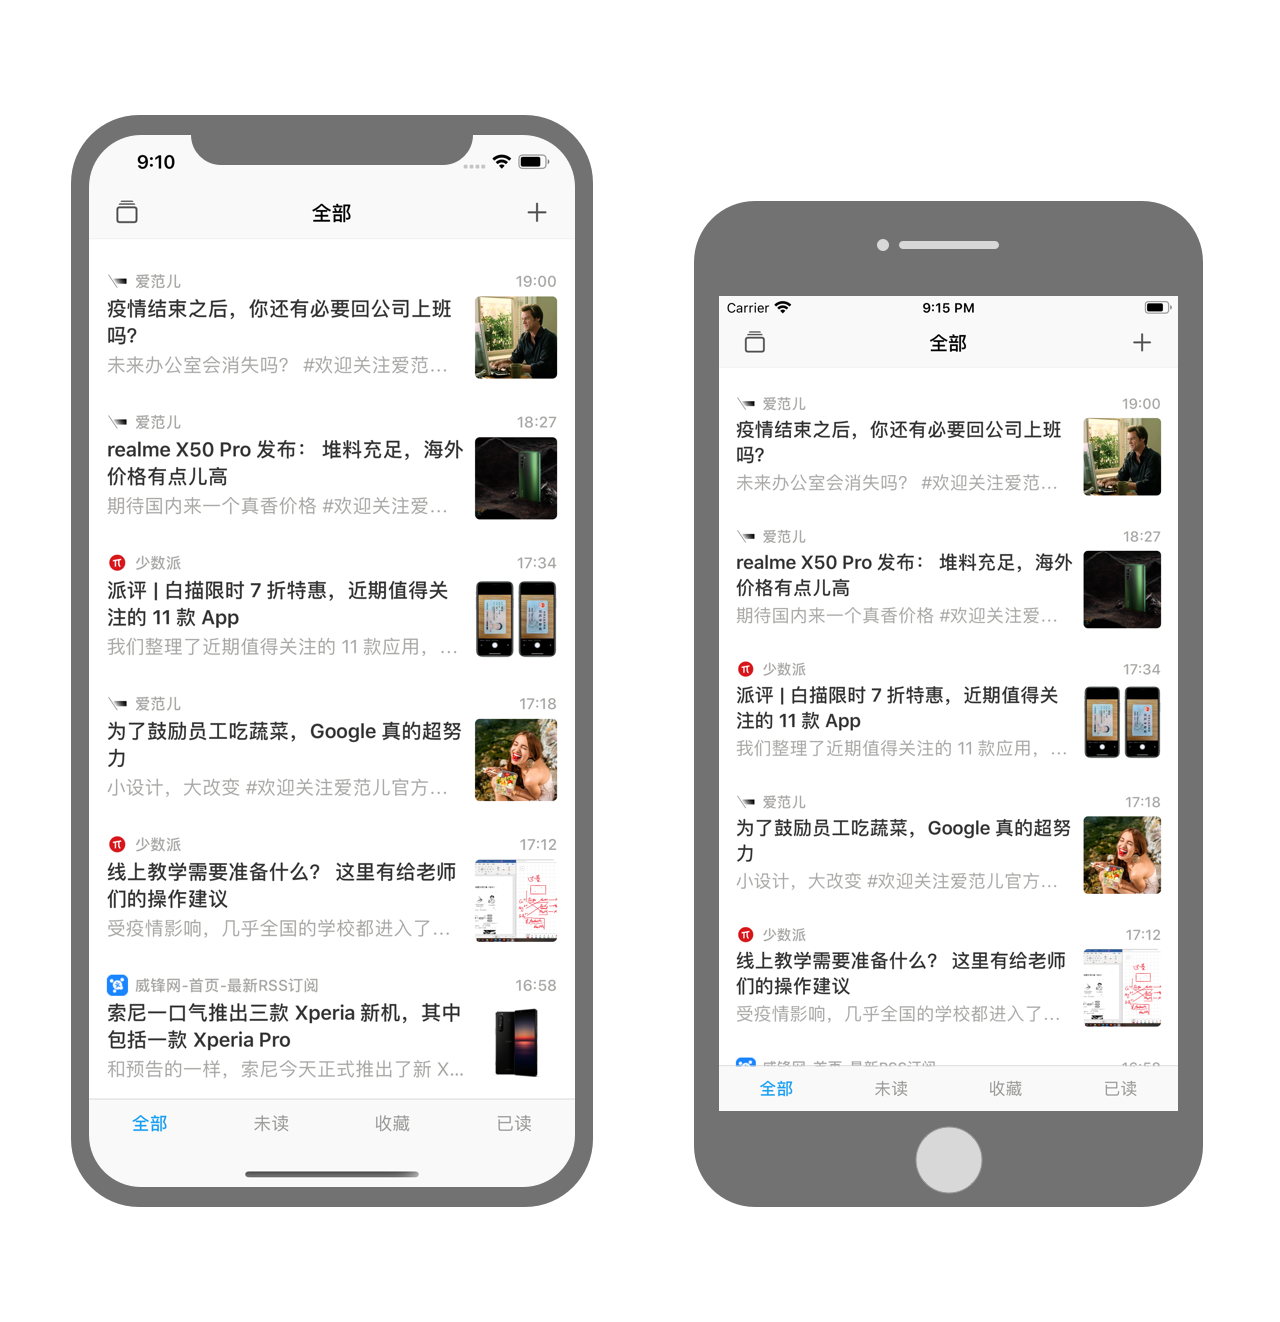 9:10
全部
爱范儿 19:00
疫情结束之后，你还有必要回公司上班
吗？
未来办公室会消失吗？ #欢迎关注爱范...
爱范儿 18:27
realme X50 Pro 发布： 堆料充足，海外
价格有点儿高
期待国内来一个真香价格 #欢迎关注爱...
少数派 17:34
派评 | 白描限时 7 折特惠，近期值得关
注的 11 款 App
我们整理了近期值得关注的 11 款应用，...
爱范儿 17:18
为了鼓励员工吃蔬菜，Google 真的超努
力
小设计，大改变 #欢迎关注爱范儿官方...
少数派 17:12
线上教学需要准备什么？ 这里有给老师
们的操作建议
受疫情影响，几乎全国的学校都进入了...
威锋网-首页-最新RSS订阅 16:58
索尼一口气推出三款 Xperia 新机，其中
包括一款 Xperia Pro
和预告的一样，索尼今天正式推出了新 X...
全部 未读 收藏 已读
Carrier 9:15 PM
全部
爱范儿 19:00
疫情结束之后，你还有必要回公司上班
吗？
未来办公室会消失吗？ #欢迎关注爱范...
爱范儿 18:27
realme X50 Pro 发布： 堆料充足，海外
价格有点儿高
期待国内来一个真香价格 #欢迎关注爱...
少数派 17:34
派评 | 白描限时 7 折特惠，近期值得关
注的 11 款 App
我们整理了近期值得关注的 11 款应用，...
爱范儿 17:18
为了鼓励员工吃蔬菜，Google 真的超努
力
小设计，大改变 #欢迎关注爱范儿官方...
少数派 17:12
线上教学需要准备什么？ 这里有给老师
们的操作建议
受疫情影响，几乎全国的学校都进入了...
威锋网-首页-最新RSS订阅 16:58
全部 未读 收藏 已读